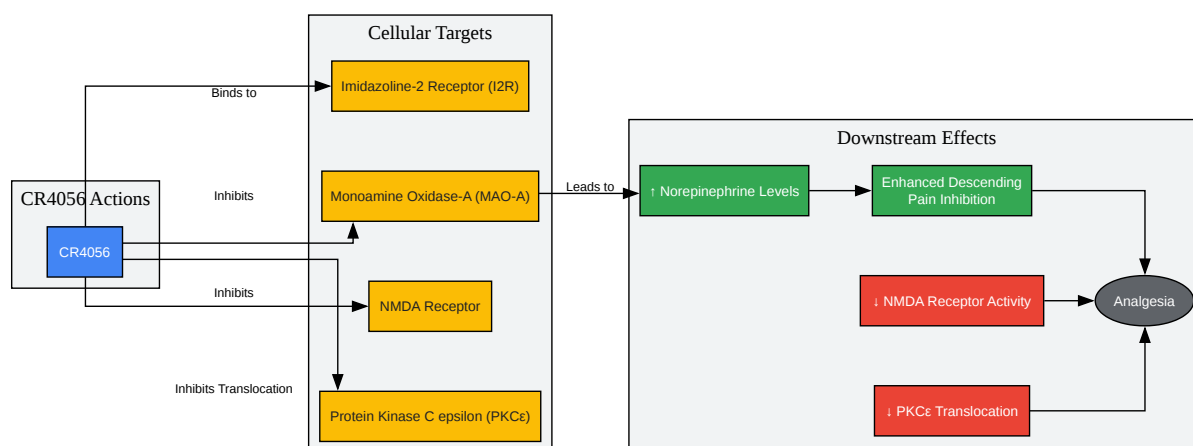 Cellular Targets
Imidazoline-2 Receptor (I2R)
Binds to
Downstream Effects
CR4056 Actions
Inhibits
Monoamine Oxidase-A (MAO-A)
Leads to
↑ Norepinephrine Levels
Enhanced Descending
Pain Inhibition
CR4056
Inhibits
NMDA Receptor
↓ NMDA Receptor Activity
Analgesia
Inhibits Translocation
Protein Kinase C epsilon (PKCε)
↓ PKCε Translocation